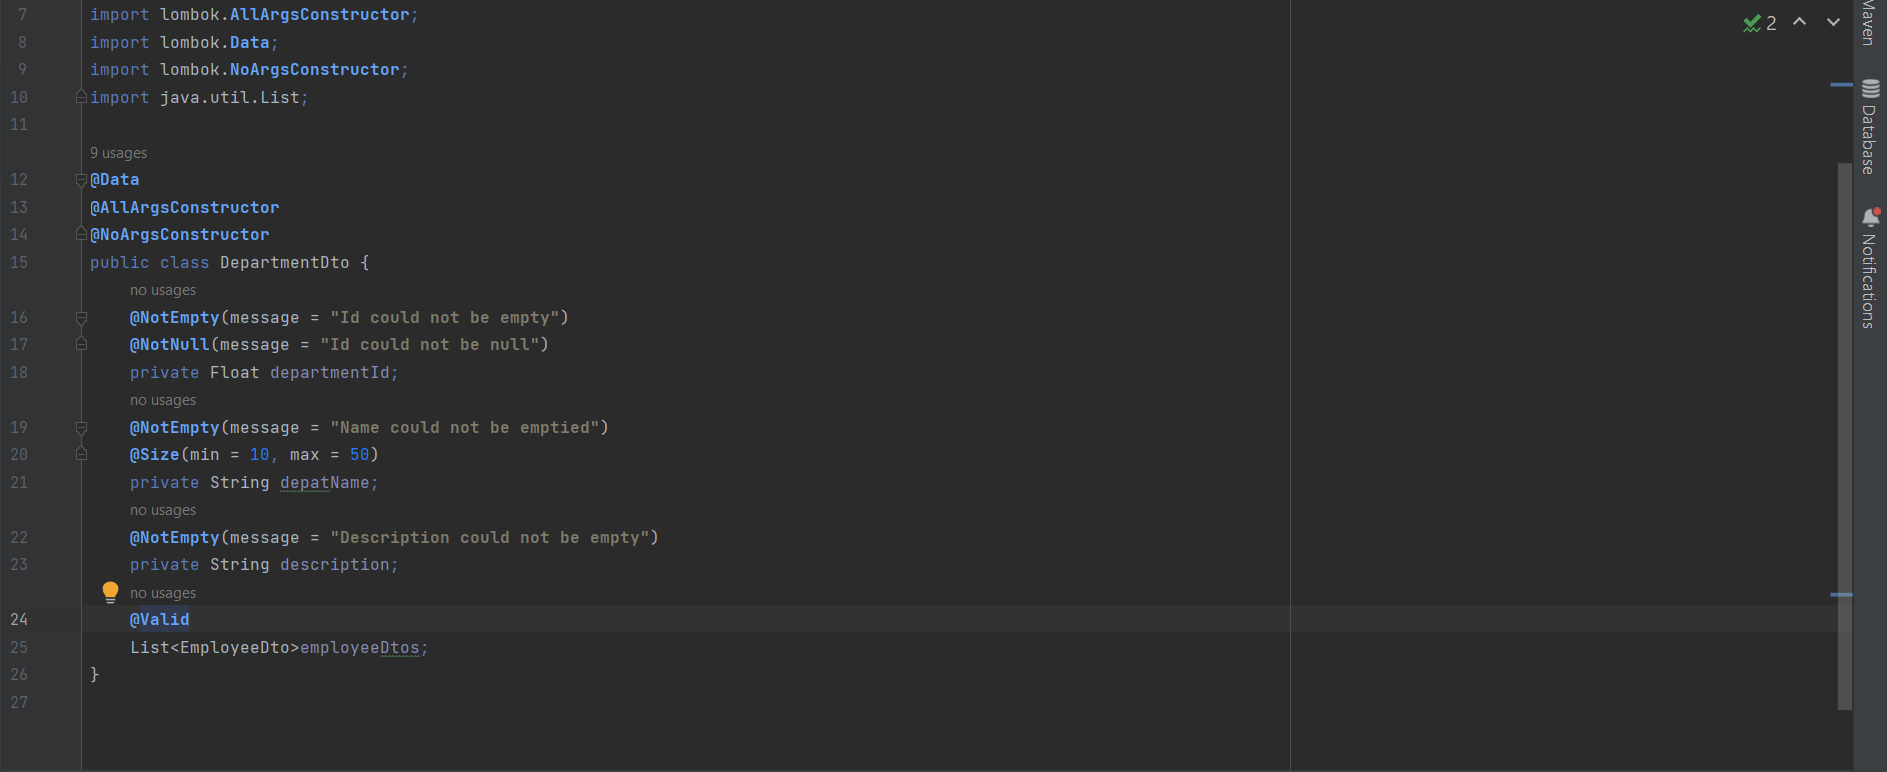 7 import lombok.AllArgsConstructor;
8 import lombok.Data;
9 import lombok.NoArgsConstructor;
10 import java.util.List;
11
9 usages
12 @Data
13 @AllArgsConstructor
14 @NoArgsConstructor
15 public class DepartmentDto {
no usages
16 @NotEmpty(message = "Id could not be empty")
17 @NotNull(message = "Id could not be null")
18 private Float departmentId;
no usages
19 @NotEmpty(message = "Name could not be emptied")
20 @Size(min = 10, max = 50)
21 private String depatName;
no usages
22 @NotEmpty(message = "Description could not be empty")
23 private String description;
no usages
24 @Valid
25 List<EmployeeDto>employeeDtos;
26 }
27
2
Maven
Database
Notifications